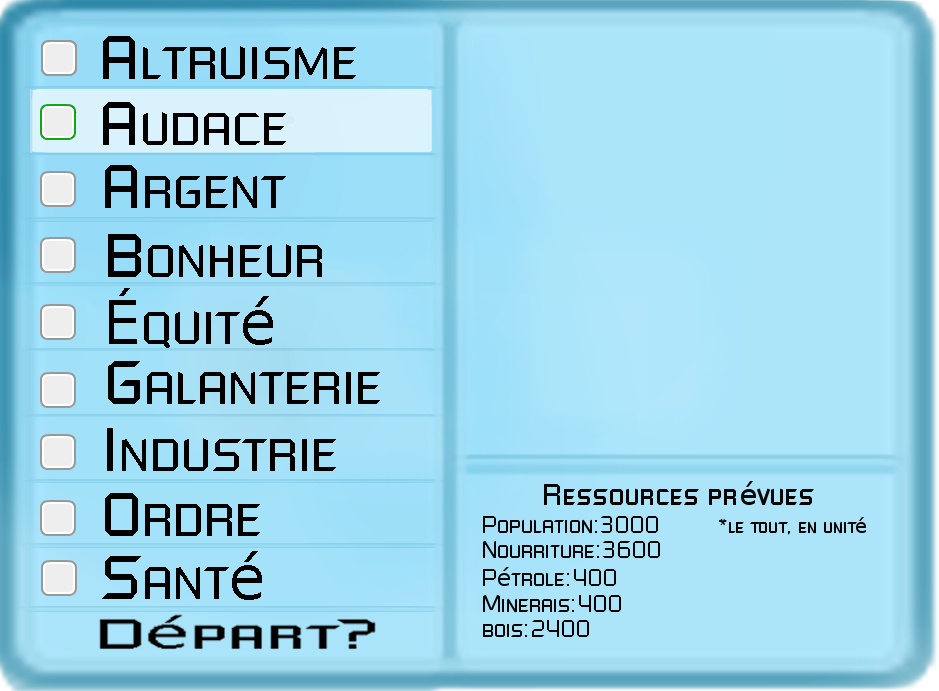 Altruisme
Audace
Argent
Bonheur
Équité
Galanterie
Industrie
Ordre
Santé
Départ?
Ressources prévues
Population:3000 *le tout, en unité
Nourriture:3600
Pétrole:400
Minerais:400
bois:2400